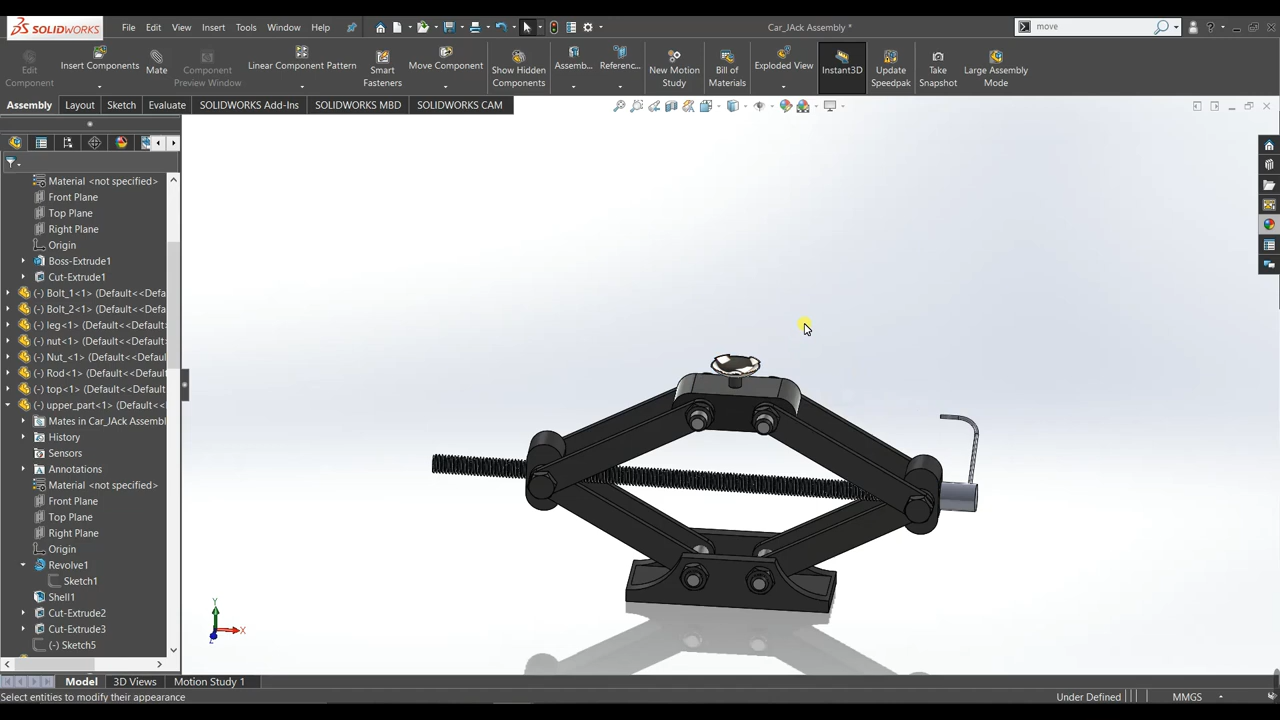 SOLIDWORKS
File Edit View Insert Tools Window Help
Car_JAck Assembly *
move
Edit Component
Insert Components
Mate
Component Preview Window
Linear Component Pattern
Smart Fasteners
Move Component
Show Hidden Components
Assemb...
Referenc...
New Motion Study
Bill of Materials
Exploded View
Instant3D
Update Speedpak
Take Snapshot
Large Assembly Mode
Assembly Layout Sketch Evaluate SOLIDWORKS Add-Ins SOLIDWORKS MBD SOLIDWORKS CAM
Material <not specified>
Front Plane
Top Plane
Right Plane
Origin
Boss-Extrude1
Cut-Extrude1
(-) Bolt_1<1> (Default<<Defa
(-) Bolt_2<1> (Default<<Defa
(-) leg<1> (Default<<Default
(-) nut<1> (Default<<Default
(-) Nut_<1> (Default<<Defau
(-) Rod<1> (Default<<Defaul
(-) top<1> (Default<<Default
(-) upper_part<1> (Default<<
Mates in Car_JAck Assembl
History
Sensors
Annotations
Material <not specified>
Front Plane
Top Plane
Right Plane
Origin
Revolve1
Sketch1
Shell1
Cut-Extrude2
Cut-Extrude3
(-) Sketch5
Y
X
Z
Model 3D Views Motion Study 1
Select entities to modify their appearance
Under Defined
MMGS